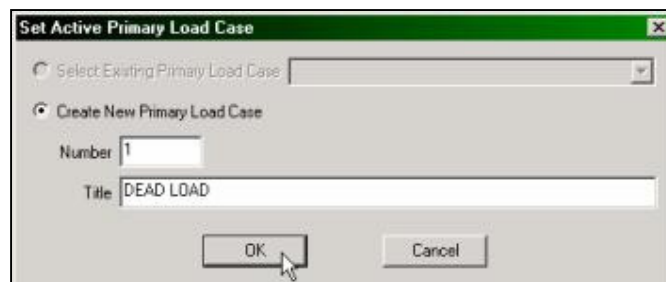 Set Active Primary Load Case
Select Existing Primary Load Case
Create New Primary Load Case
Number 1
Title DEAD LOAD
OK Cancel